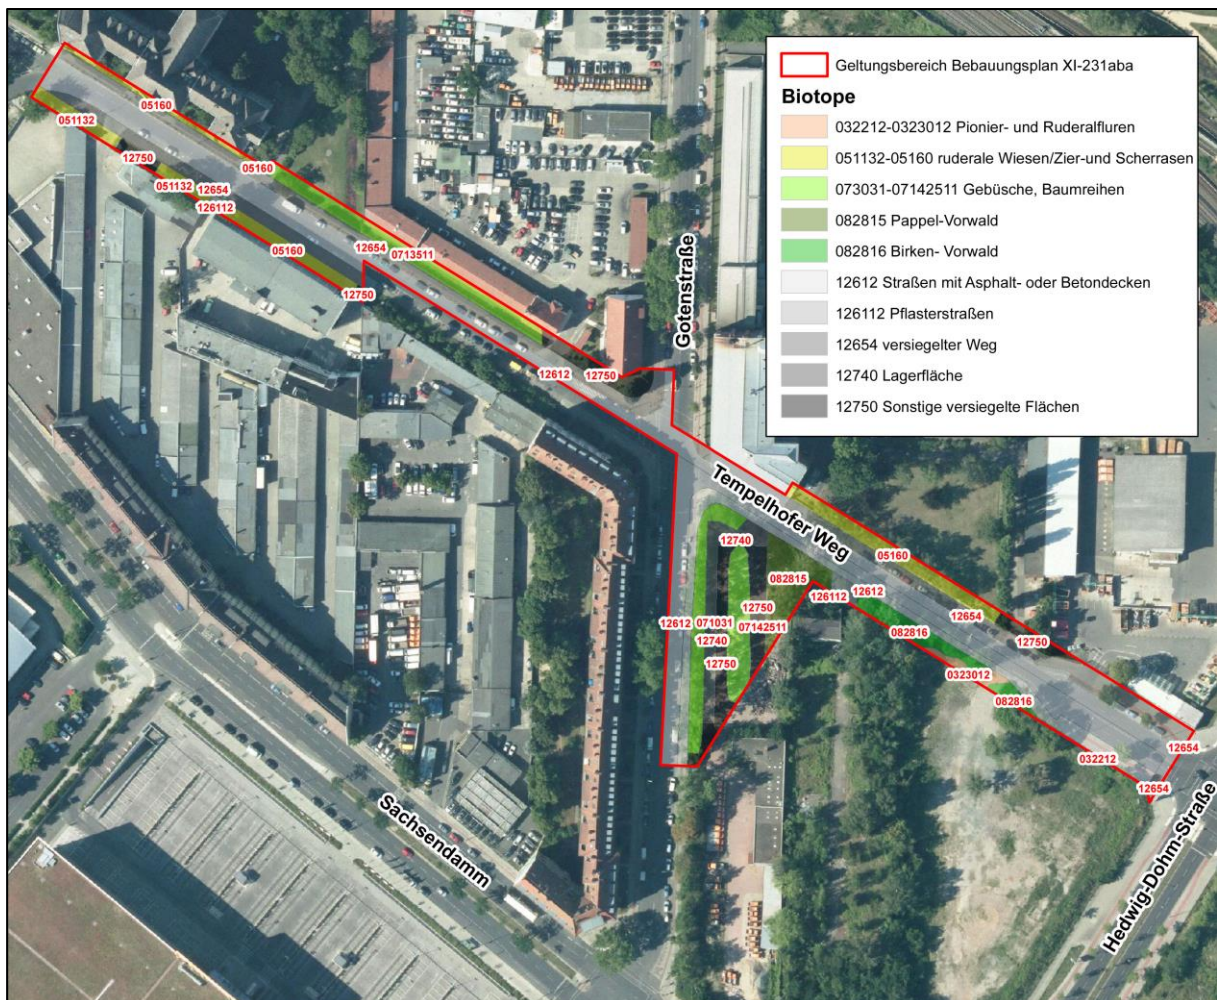 Geltungsbereich Bebauungsplan XI-231aba
Biotope
032212-0323012 Pionier- und Ruderalfluren
051132-05160 ruderale Wiesen/Zier-und Scherrasen
073031-07142511 Gebüsche, Baumreihen
082815 Pappel-Vorwald
082816 Birken- Vorwald
12612 Straßen mit Asphalt- oder Betondecken
126112 Pflasterstraßen
12654 versiegelter Weg
12740 Lagerfläche
12750 Sonstige versiegelte Flächen
05160
051132
12750
05160
051132
12654
126112
05160
12654
0713511
12750
Gotenstraße
12612
12750
Tempelhofer Weg
12740
05160
082815
126112
12612
12750
12654
12612
071031
07142511
082816
12740
12750
12750
0323012
082816
12654
032212
12654
Sachsendamm
Hedwig-Dohm-Straße